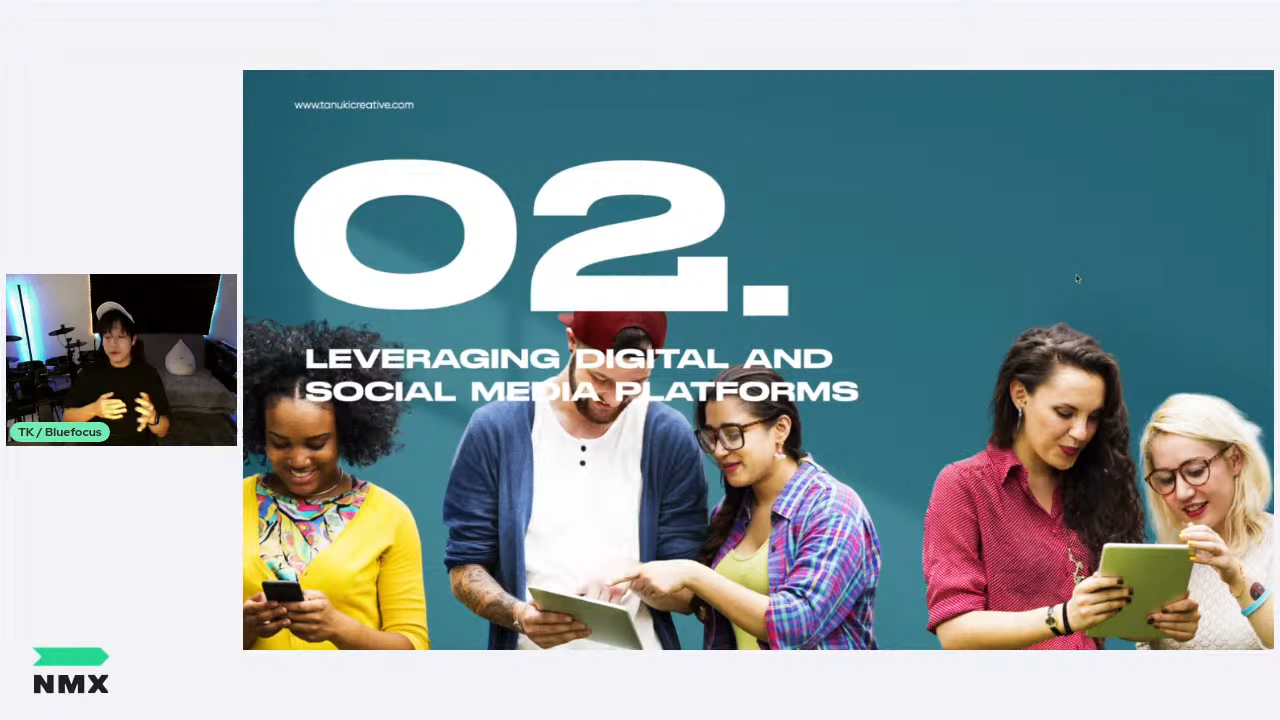 www.tanukicreative.com
02.
LEVERAGING DIGITAL AND
SOCIAL MEDIA PLATFORMS
TK / Bluefocus
NMX